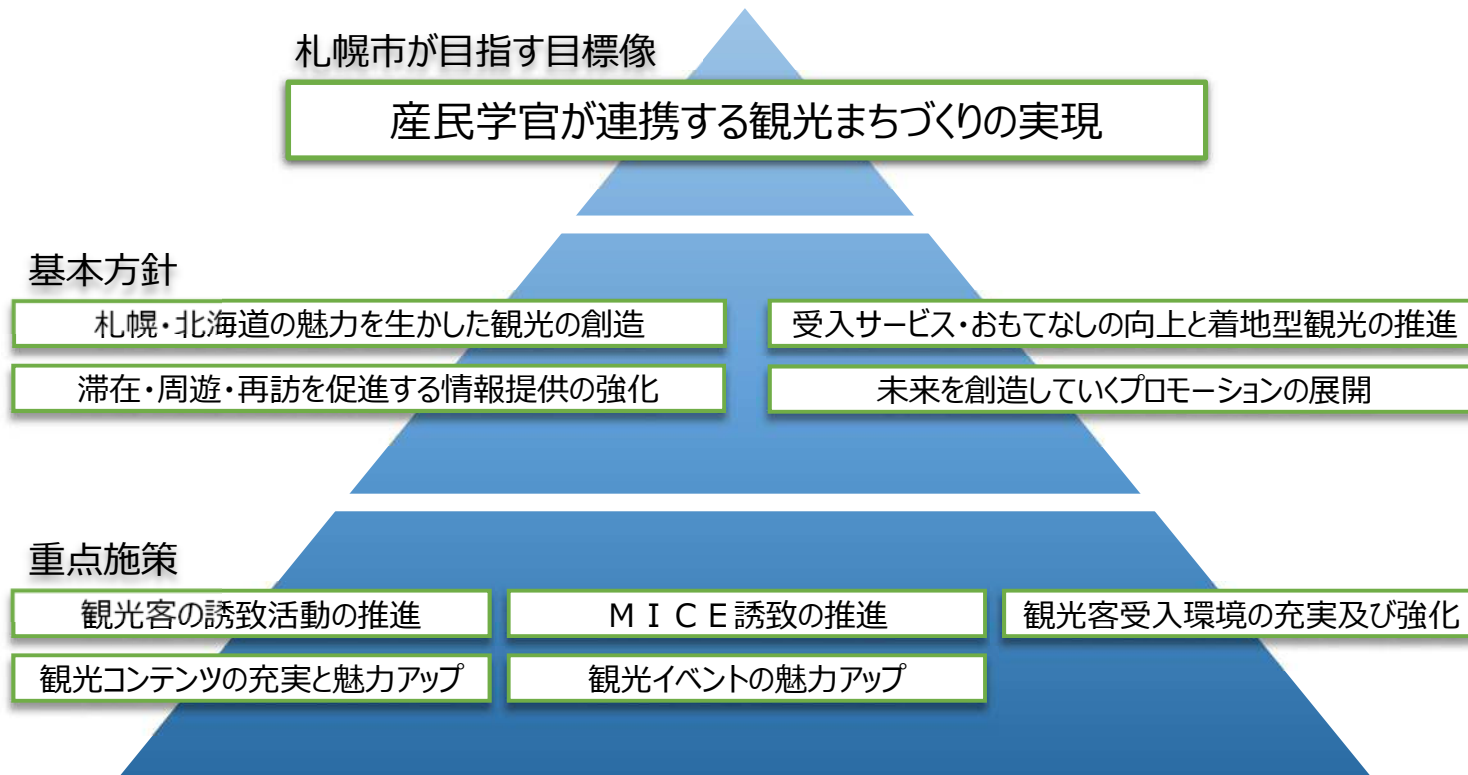 札幌市が目指す目標像
産民学官が連携する観光まちづくりの実現
基本方針
札幌・北海道の魅力を生かした観光の創造
受入サービス・おもてなしの向上と着地型観光の推進
滞在・周遊・再訪を促進する情報提供の強化
未来を創造していくプロモーションの展開
重点施策
観光客の誘致活動の推進
ＭＩＣＥ誘致の推進
観光客受入環境の充実及び強化
観光コンテンツの充実と魅力アップ
観光イベントの魅力アップ